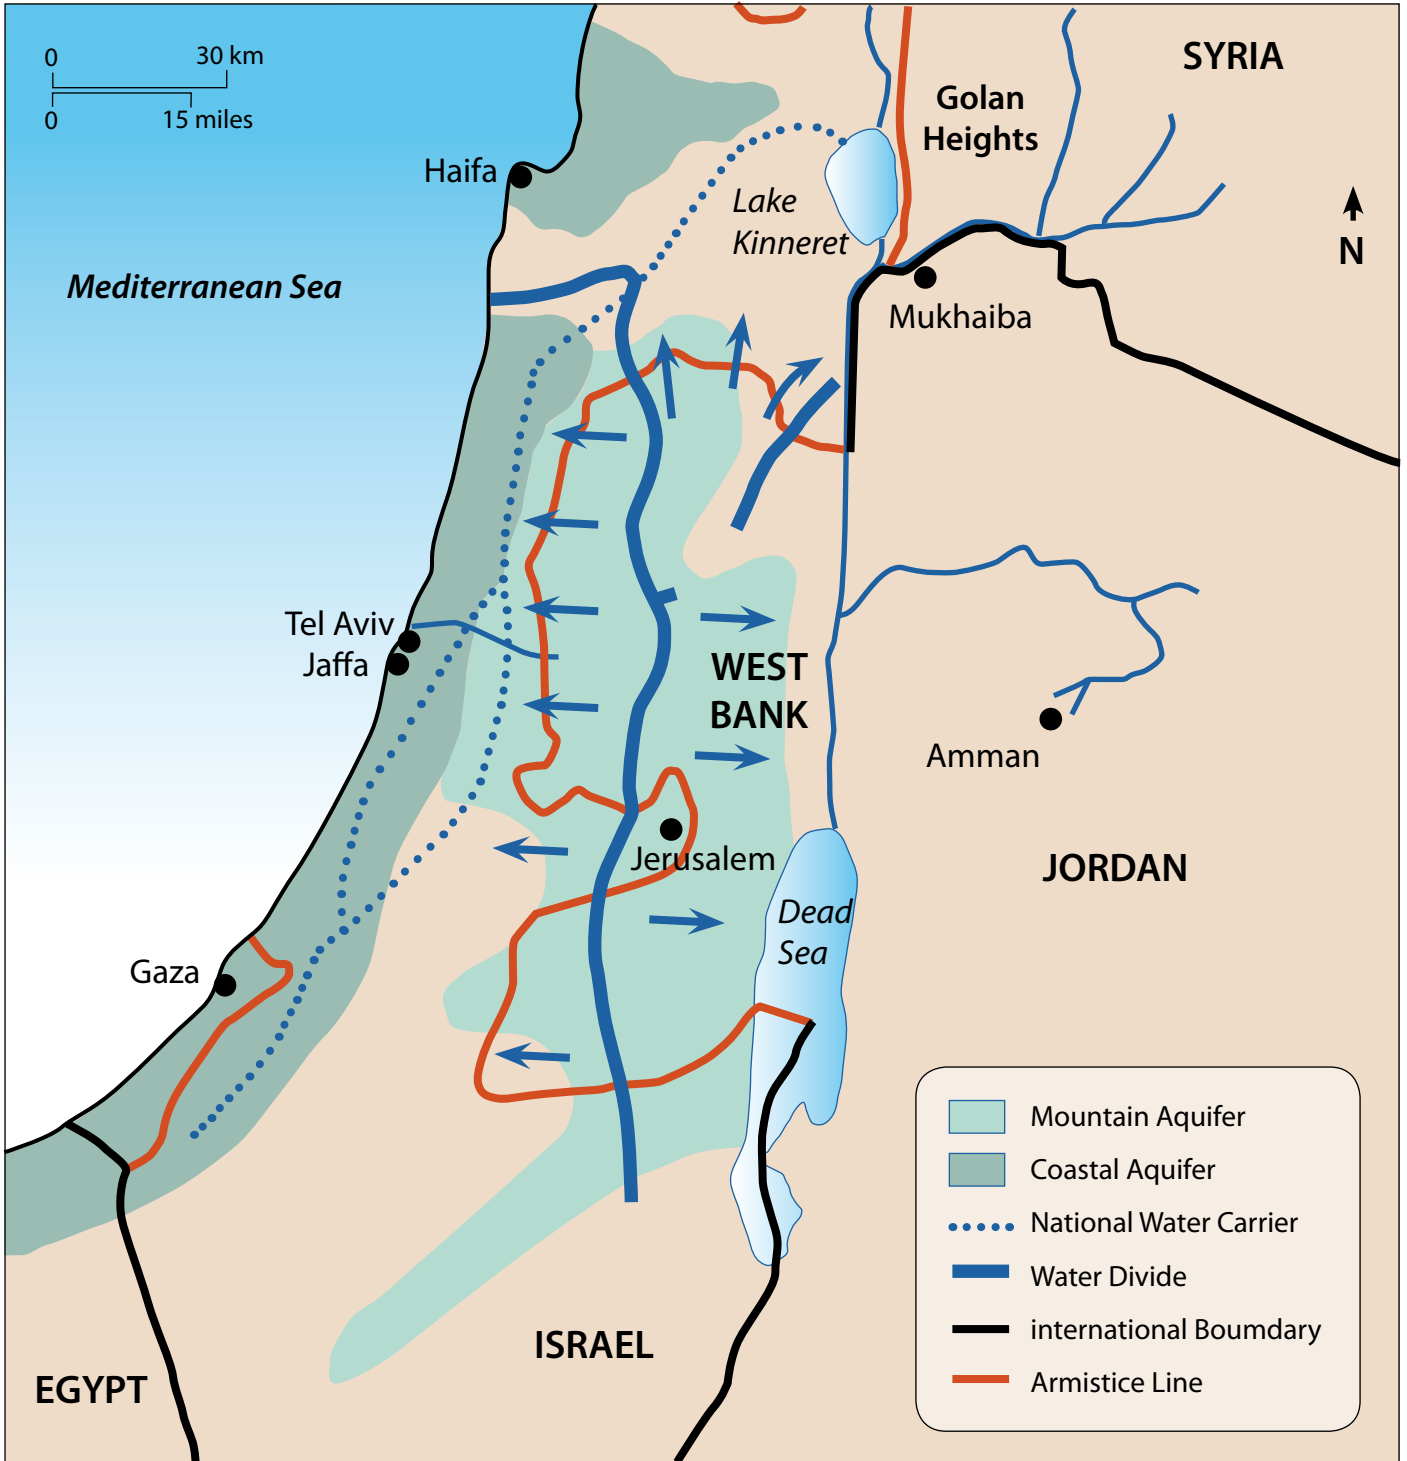 0 30 km
0 15 miles
SYRIA
Golan
Heights
Haifa
Lake
Kinneret
N
Mediterranean Sea
Mukhaiba
Tel Aviv
Jaffa
WEST
BANK
Amman
Jerusalem
JORDAN
Dead
Sea
Gaza
Mountain Aquifer
Coastal Aquifer
National Water Carrier
Water Divide
international Boumdary
Armistice Line
ISRAEL
EGYPT